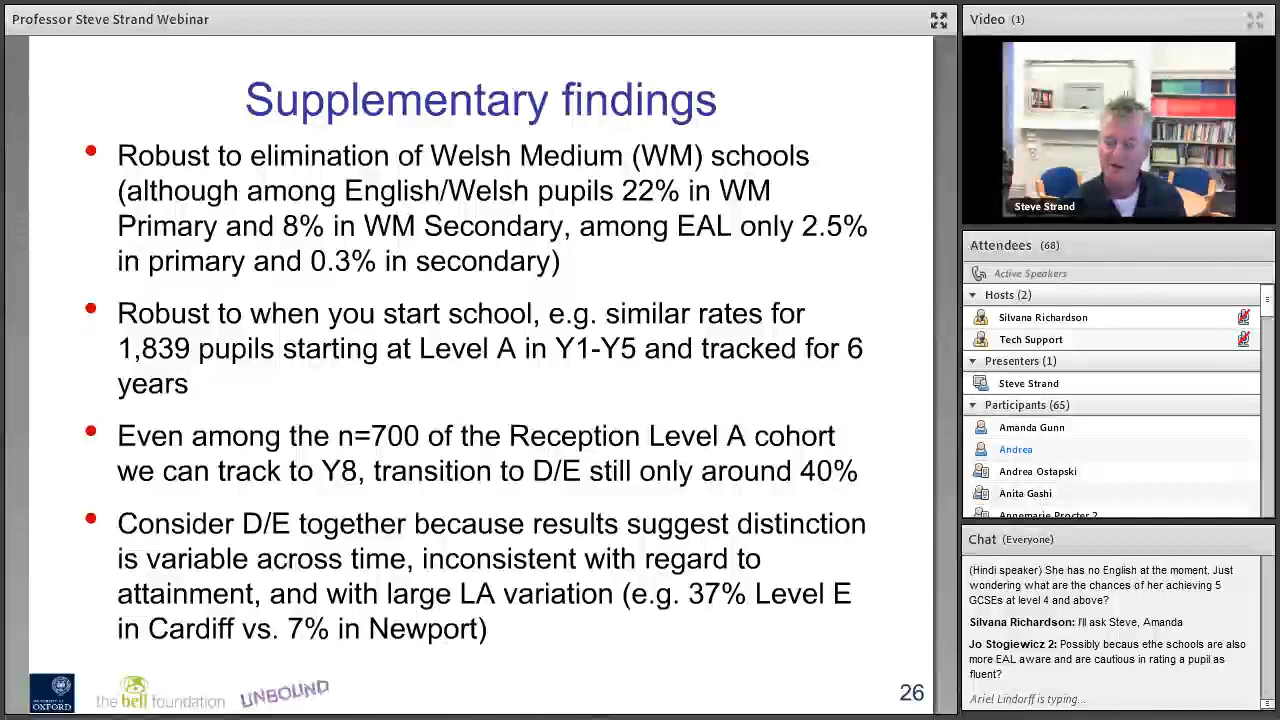 Professor Steve Strand Webinar
Supplementary findings
Robust to elimination of Welsh Medium (WM) schools
(although among English/Welsh pupils 22% in WM
Primary and 8% in WM Secondary, among EAL only 2.5%
in primary and 0.3% in secondary)
Robust to when you start school, e.g. similar rates for
1,839 pupils starting at Level A in Y1-Y5 and tracked for 6
years
Even among the n=700 of the Reception Level A cohort
we can track to Y8, transition to D/E still only around 40%
Consider D/E together because results suggest distinction
is variable across time, inconsistent with regard to
attainment, and with large LA variation (e.g. 37% Level E
in Cardiff vs. 7% in Newport)
OXFORD
the bell foundation
UNBOUND
26
Video (1)
Steve Strand
Attendees (68)
Active Speakers
Hosts (2)
Silvana Richardson
Tech Support
Presenters (1)
Steve Strand
Participants (65)
Amanda Gunn
Andrea
Andrea Ostapski
Anita Gashi
Annemarie Procter 2
Chat (Everyone)
(Hindi speaker) She has no English at the moment. Just
wondering what are the chances of her achieving 5
GCSEs at level 4 and above?
Silvana Richardson: I'll ask Steve, Amanda
Jo Stogiewicz 2: Possibly becaus ethe schools are also
more EAL aware and are cautious in rating a pupil as
fluent?
Ariel Lindorff is typing...